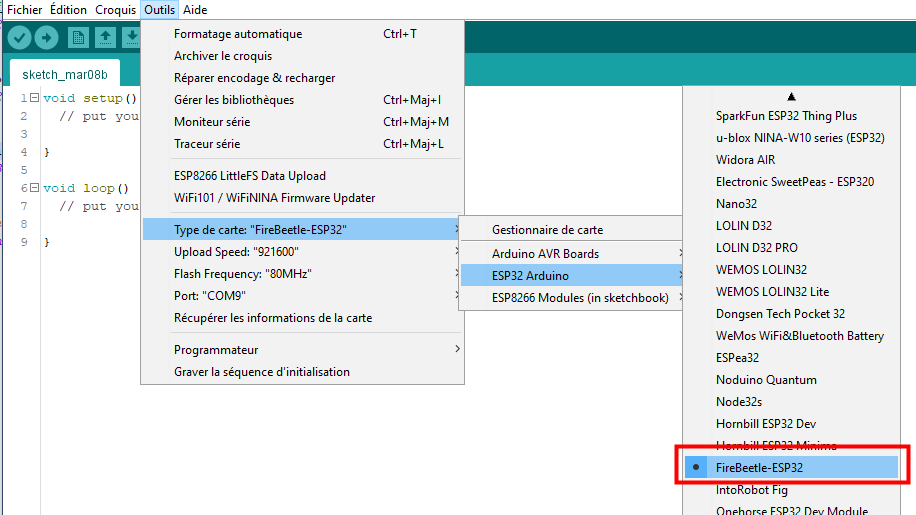 Fichier Édition Croquis Outils Aide
sketch_mar08b
1 void setup()
2 // put you
3
4 }
5
6 void loop()
7 // put you
8
9 }
Formatage automatique Ctrl+T
Archiver le croquis
Réparer encodage & recharger
Gérer les bibliothèques Ctrl+Maj+I
Moniteur série Ctrl+Maj+M
Traceur série Ctrl+Maj+L
ESP8266 LittleFS Data Upload
WiFi101 / WiFiNINA Firmware Updater
Type de carte: "FireBeetle-ESP32"
Upload Speed: "921600"
Flash Frequency: "80MHz"
Port: "COM9"
Récupérer les informations de la carte
Programmateur
Graver la séquence d'initialisation
Gestionnaire de carte
Arduino AVR Boards
ESP32 Arduino
ESP8266 Modules (in sketchbook)
SparkFun ESP32 Thing Plus
u-blox NINA-W10 series (ESP32)
Widora AIR
Electronic SweetPeas - ESP320
Nano32
LOLIN D32
LOLIN D32 PRO
WEMOS LOLIN32
WEMOS LOLIN32 Lite
Dongsen Tech Pocket 32
WeMos WiFi&Bluetooth Battery
ESPea32
Noduino Quantum
Node32s
Hornbill ESP32 Dev
Hornbill ESP32 Minima
FireBeetle-ESP32
IntoRobot Fig
Onehorse ESP32 Dev Module